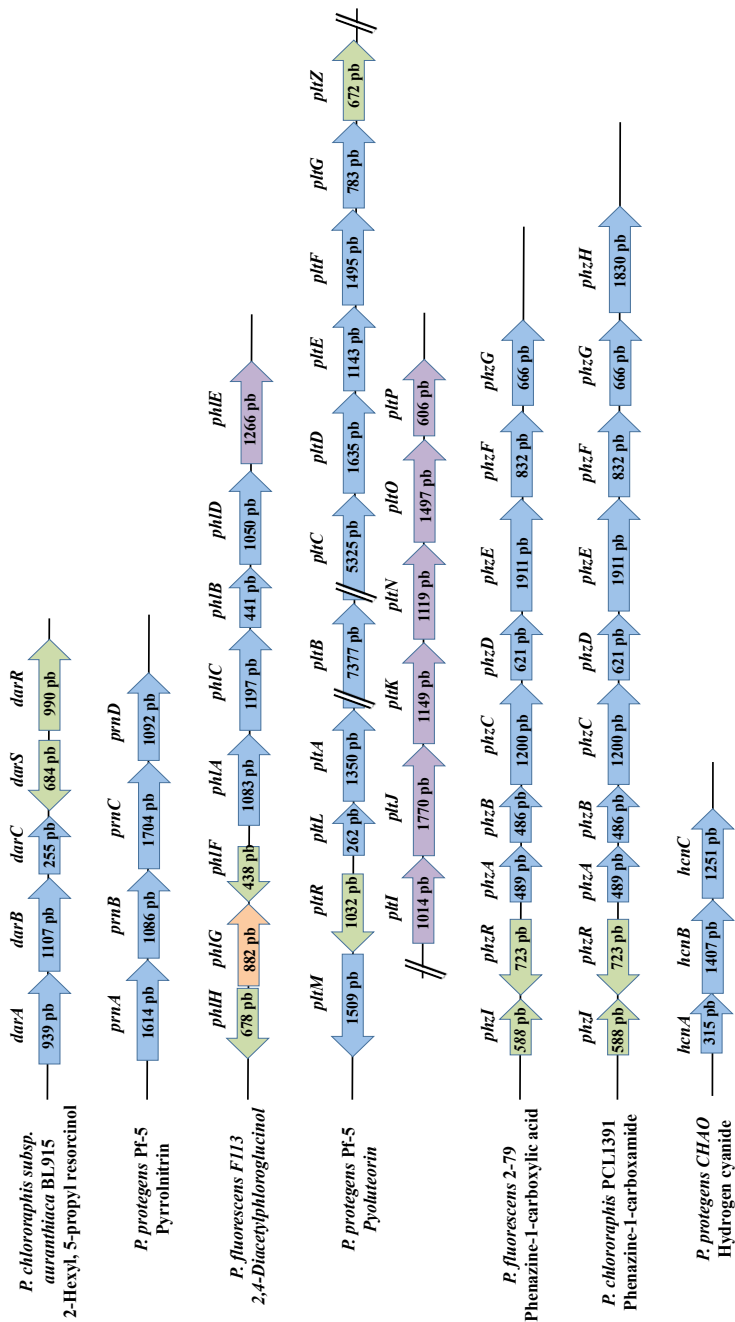 darA darB darC darS darR
P. chlororaphis subsp.
auranthiaca BL915
2-Hexyl, 5-propyl resorcinol
939 pb 1107 pb 255 pb 684 pb 990 pb
prnA prnB prnC prnD
P. protegens Pf-5
Pyrrolnitrin
1614 pb 1086 pb 1704 pb 1092 pb
phlH phlG phlF phlA phlC phlB phlD phlE
P. fluorescens F113
2,4-Diacetylphloroglucinol
678 pb 882 pb 438 pb 1083 pb 1197 pb 441 pb 1050 pb 1266 pb
pltM pltR pltL pltA pltB pltC pltD pltE pltF pltG pltZ
P. protegens Pf-5
Pyoluteorin
1509 pb 1032 pb 262 pb 1350 pb 7377 pb 5325 pb 1635 pb 1143 pb 1495 pb 783 pb 672 pb
pltI pltJ pltK pltN pltO pltP
1014 pb 1770 pb 1149 pb 1119 pb 1497 pb 606 pb
phzI phzR phzA phzB phzC phzD phzE phzF phzG
P. fluorescens 2-79
Phenazine-1-carboxylic acid
588 pb 723 pb 489 pb 486 pb 1200 pb 621 pb 1911 pb 832 pb 666 pb
phzI phzR phzA phzB phzC phzD phzE phzF phzG phzH
P. chlororaphis PCL1391
Phenazine-1-carboxamide
588 pb 723 pb 489 pb 486 pb 1200 pb 621 pb 1911 pb 832 pb 666 pb 1830 pb
hcnA hcnB hcnC
P. protegens CHAO
Hydrogen cyanide
315 pb 1407 pb 1251 pb